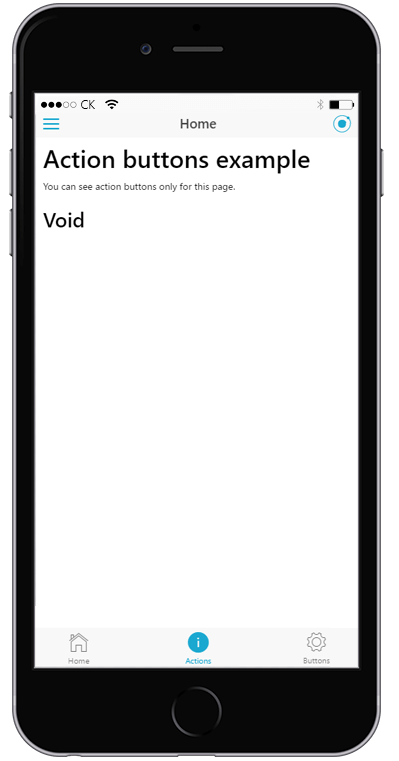 CK
Home
Action buttons example
You can see action buttons only for this page.
Void
Home
Actions
Buttons